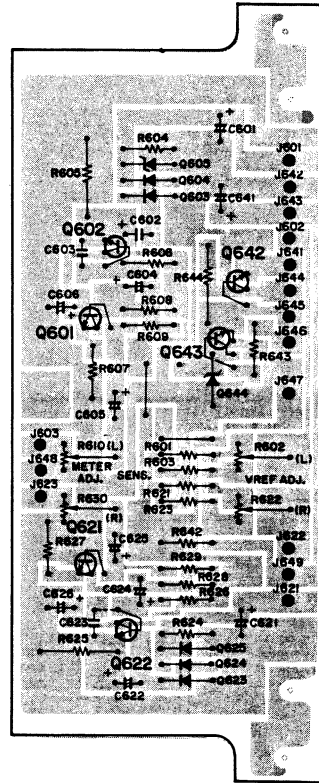 R604
C601
J601
R605
Q605
J642
Q604
Q603
C641
J643
C602
Q602
J602
C603
R606
Q642
J641
C604
R644
J644
C606
R608
J645
Q601
R609
Q643
J646
R607
R643
Q644
J647
C605
J603
R610(L)
R601
R602
J648
METER
ADJ.
SENS.
R603
(L)
J623
R621
VREF ADJ.
R630
R622
(R)
R623
(R)
Q621
R627
C625
R642
J622
R629
J649
C626
C624
R628
R626
J621
C623
R624
C621
R625
Q625
Q622
Q624
C622
Q623